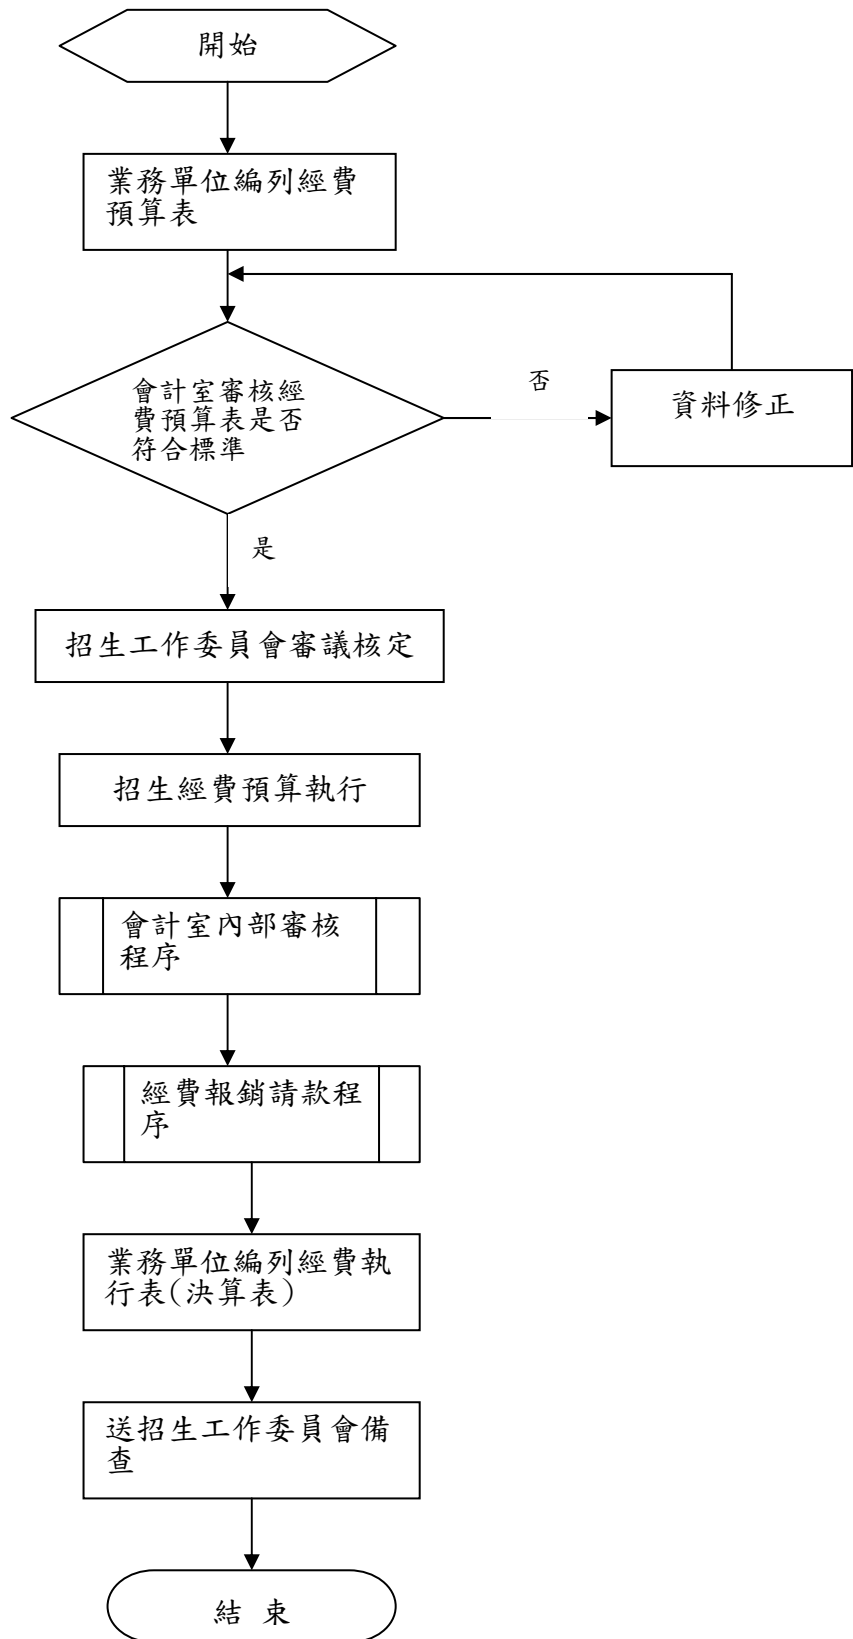 開始
業務單位編列經費
預算表
會計室審核經
費預算表是否
符合標準
否
資料修正
是
招生工作委員會審議核定
招生經費預算執行
會計室內部審核
程序
經費報銷請款程
序
業務單位編列經費執
行表(決算表)
送招生工作委員會備
查
結 束